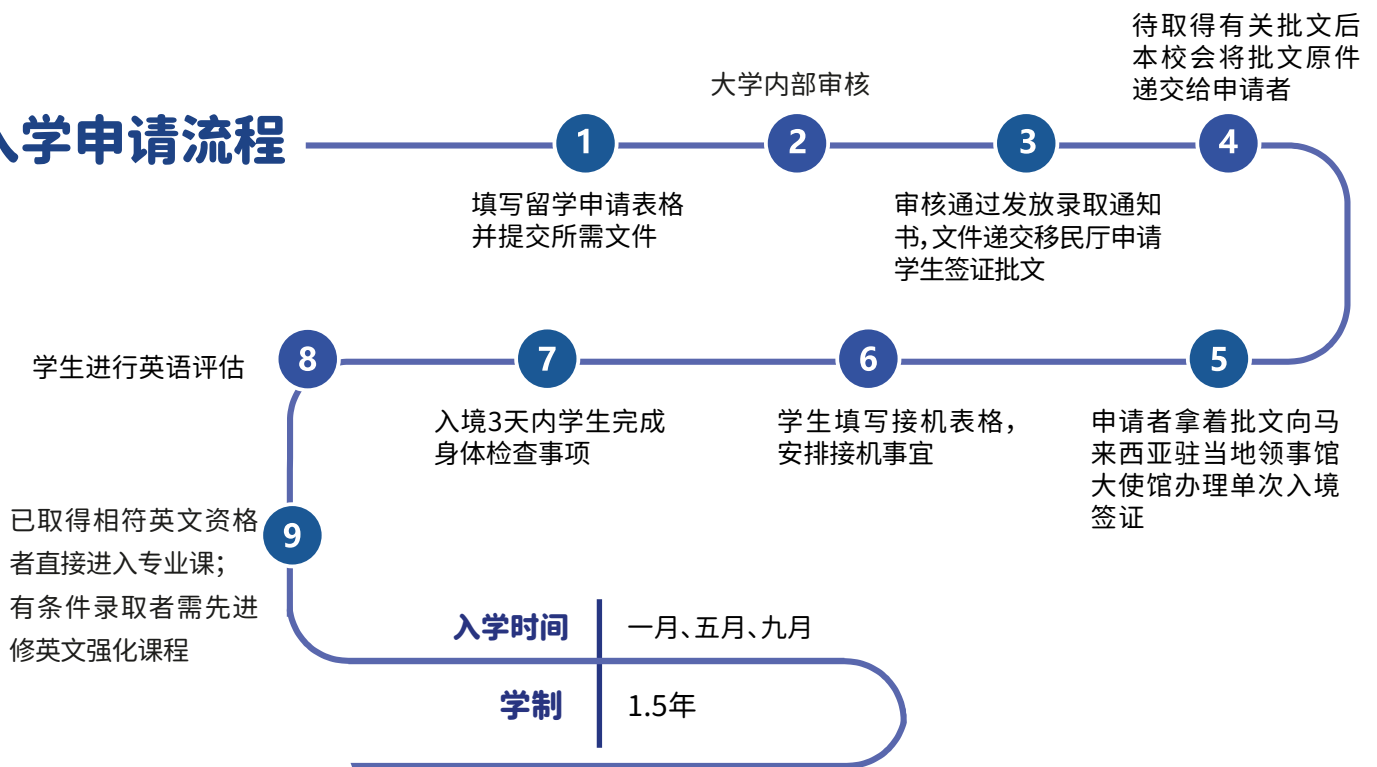 入学申请流程
1
填写留学申请表格
并提交所需文件
大学内部审核
2
3
审核通过发放录取通知
书,文件递交移民厅申请
学生签证批文
待取得有关批文后
本校会将批文原件
递交给申请者
4
5
申请者拿着批文向马
来西亚驻当地领事馆
大使馆办理单次入境
签证
6
学生填写接机表格，
安排接机事宜
7
入境3天内学生完成
身体检查事项
学生进行英语评估
8
9
已取得相符英文资格
者直接进入专业课；
有条件录取者需先进
修英文强化课程
入学时间
一月、五月、九月
学制
1.5年